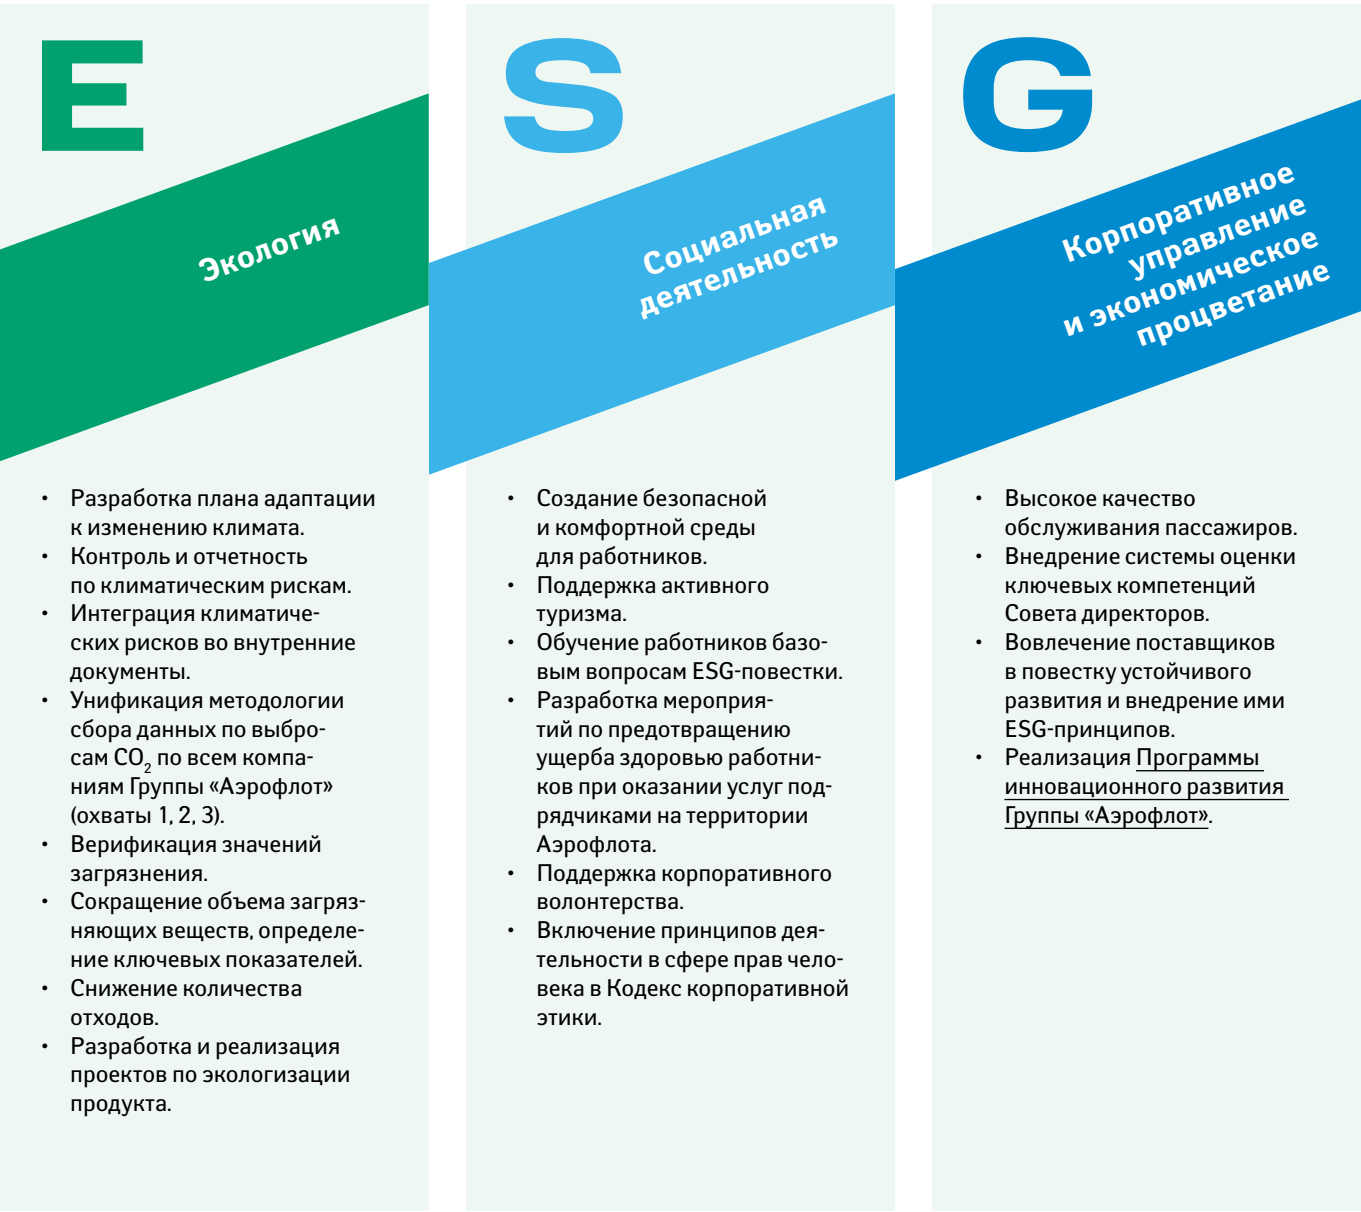 E
Экология
• Разработка плана адаптации
к изменению климата.
• Контроль и отчетность
по климатическим рискам.
• Интеграция климатиче-
ских рисков во внутренние
документы.
• Унификация методологии
сбора данных по выбро-
сам CO₂ по всем компа-
ниям Группы «Аэрофлот»
(охваты 1, 2, 3).
• Верификация значений
загрязнения.
• Сокращение объема загряз-
няющих веществ, определе-
ние ключевых показателей.
• Снижение количества
отходов.
• Разработка и реализация
проектов по экологизации
продукта.
S
Социальная
деятельность
• Создание безопасной
и комфортной среды
для работников.
• Поддержка активного
туризма.
• Обучение работников базо-
вым вопросам ESG-повестки.
• Разработка мероприя-
тий по предотвращению
ущерба здоровью работни-
ков при оказании услуг под-
рядчиками на территории
Аэрофлота.
• Поддержка корпоративного
волонтерства.
• Включение принципов дея-
тельности в сфере прав чело-
века в Кодекс корпоративной
этики.
G
Корпоративное
управление
и экономическое
процветание
• Высокое качество
обслуживания пассажиров.
• Внедрение системы оценки
ключевых компетенций
Совета директоров.
• Вовлечение поставщиков
в повестку устойчивого
развития и внедрение ими
ESG-принципов.
• Реализация Программы
инновационного развития
Группы «Аэрофлот».